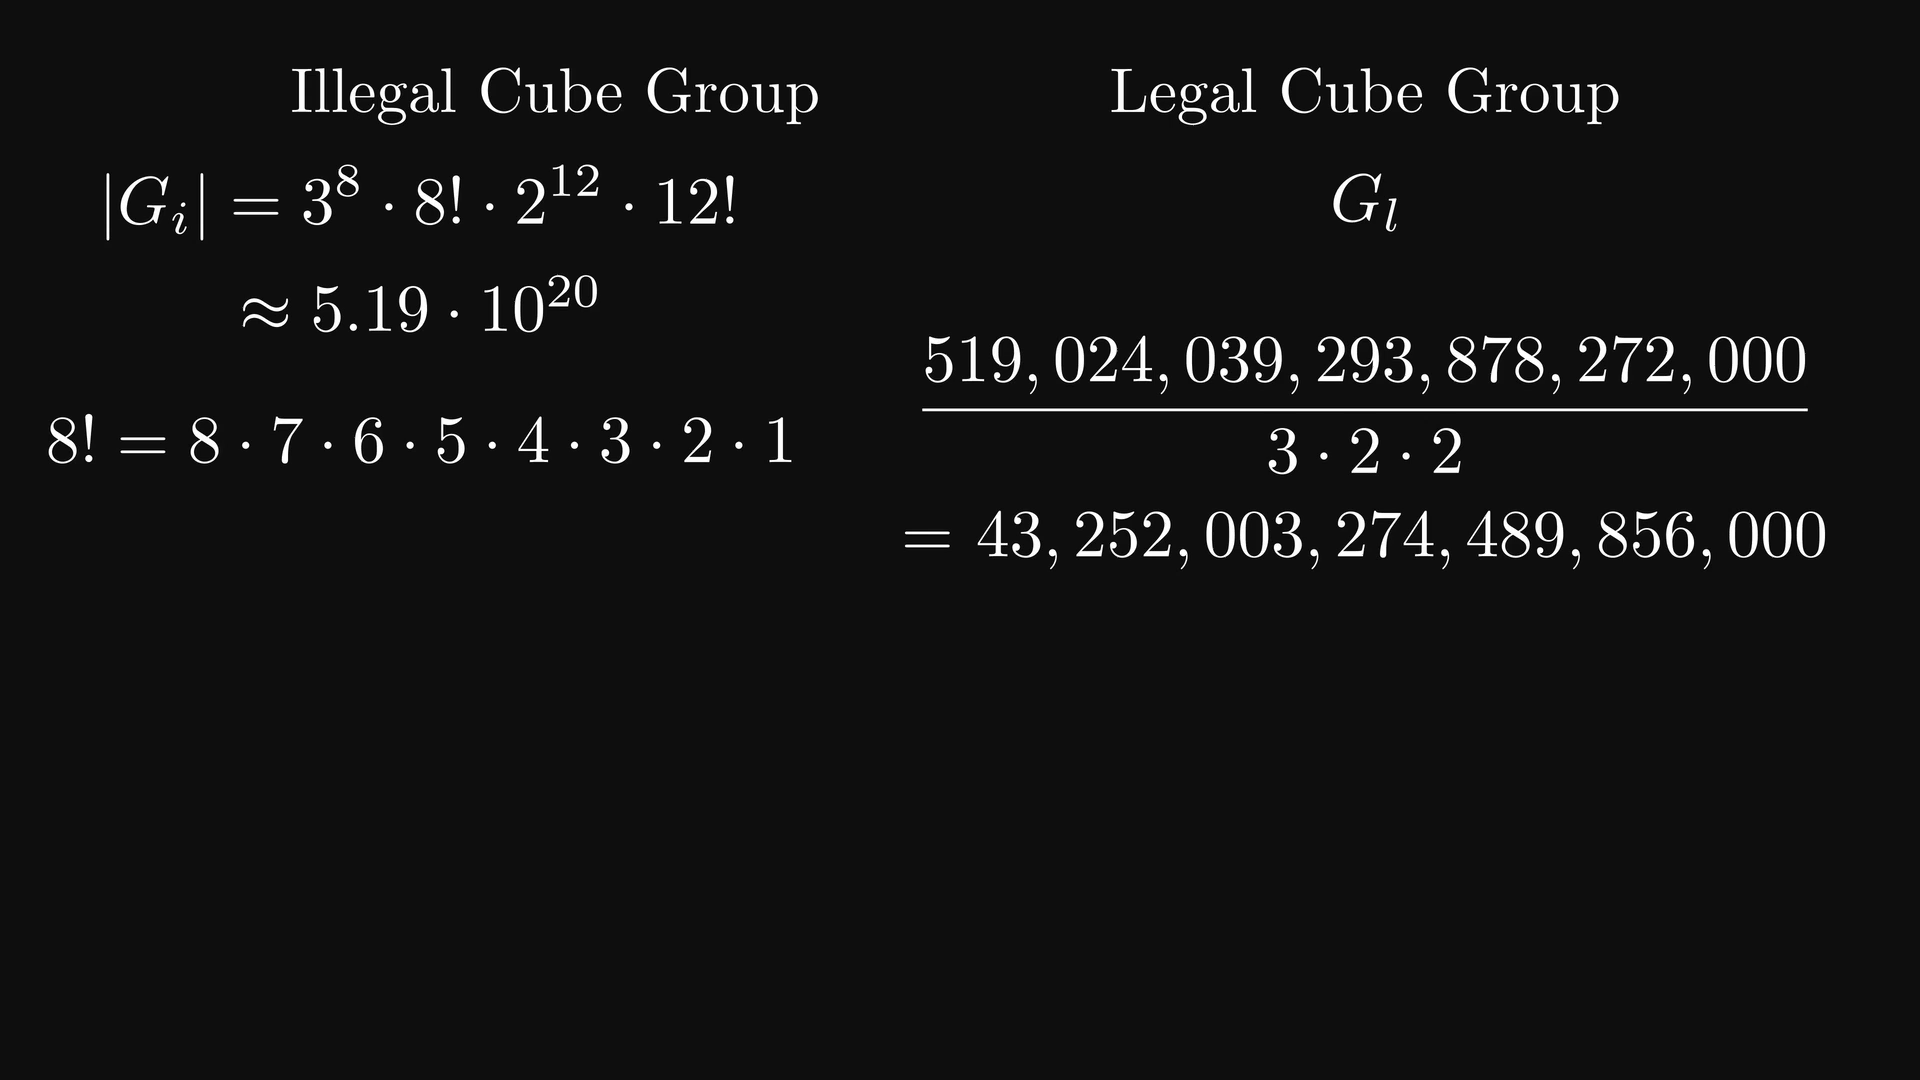 Illegal Cube Group
|G_i| = 3^8 · 8! · 2^12 · 12!
≈ 5.19 · 10^20
8! = 8 · 7 · 6 · 5 · 4 · 3 · 2 · 1
Legal Cube Group
G_l
519,024,039,293,878,272,000
3 · 2 · 2
= 43,252,003,274,489,856,000